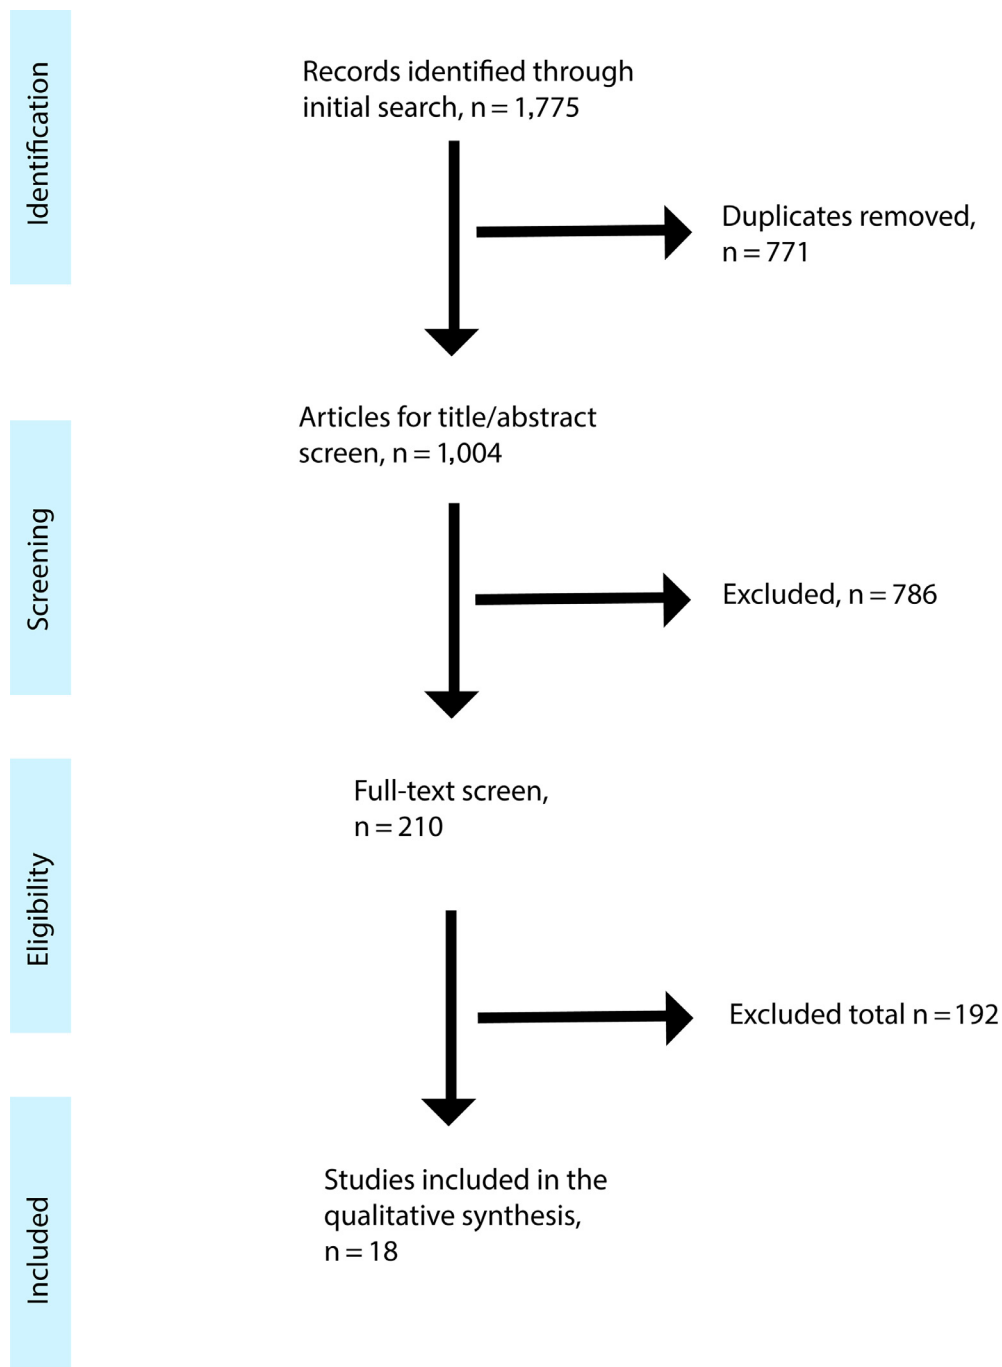 Identification
Records identified through
initial search, n = 1,775
Duplicates removed,
n = 771
Screening
Articles for title/abstract
screen, n = 1,004
Excluded, n = 786
Eligibility
Full-text screen,
n = 210
Excluded total n = 192
Included
Studies included in the
qualitative synthesis,
n = 18